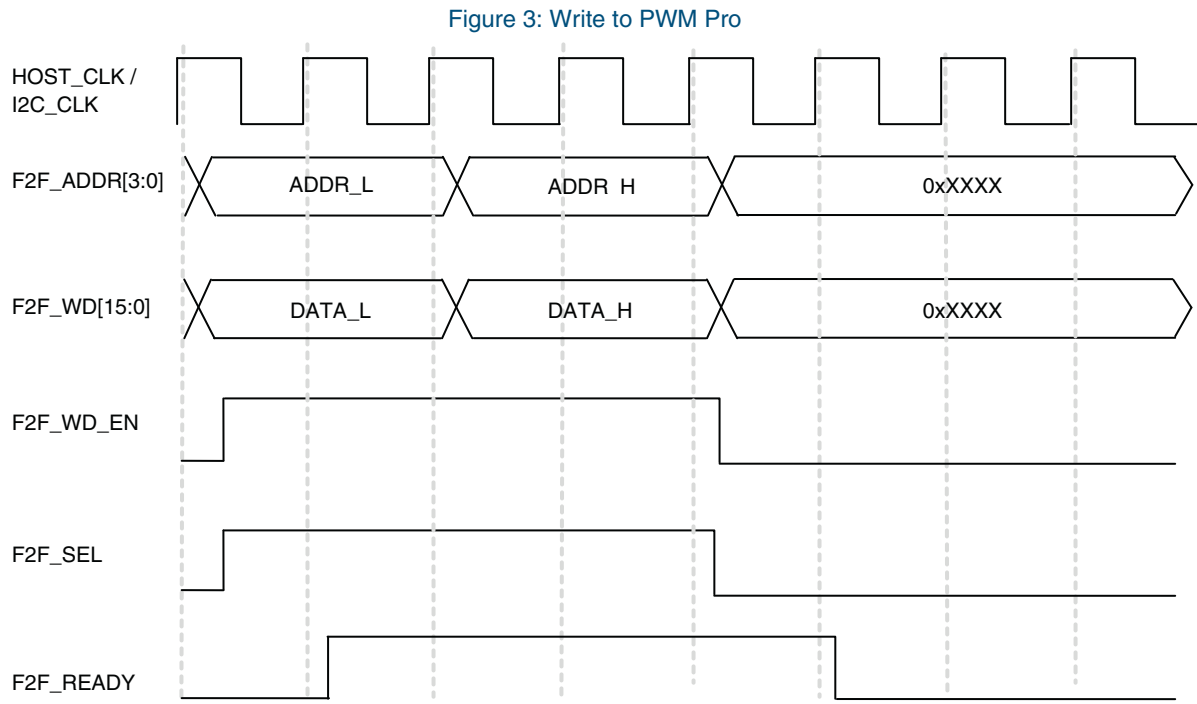 Figure 3: Write to PWM Pro
HOST_CLK /
I2C_CLK
F2F_ADDR[3:0]
ADDR_L
ADDR H
0xXXXX
F2F_WD[15:0]
DATA_L
DATA_H
0xXXXX
F2F_WD_EN
F2F_SEL
F2F_READY